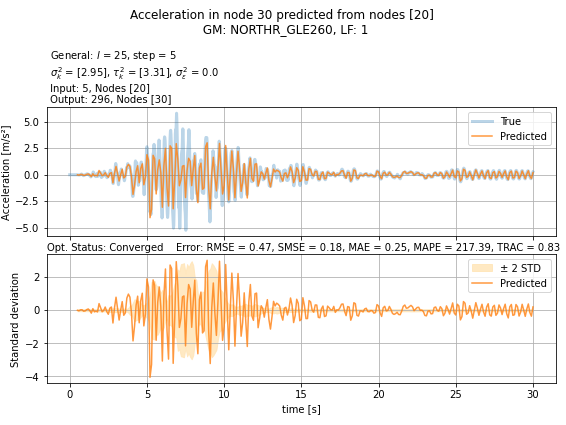 Acceleration in node 30 predicted from nodes [20]
GM: NORTHR_GLE260, LF: 1
General: l = 25, step = 5
σ²ₖ = [2.95], τ²ₖ = [3.31], σ²ε = 0.0
Input: 5, Nodes [20]
Output: 296, Nodes [30]
5.0
2.5
0.0
−2.5
−5.0
Acceleration [m/s²]
True
Predicted
Opt. Status: Converged Error: RMSE = 0.47, SMSE = 0.18, MAE = 0.25, MAPE = 217.39, TRAC = 0.83
2
0
−2
−4
Standard deviation
± 2 STD
Predicted
0 5 10 15 20 25 30
time [s]